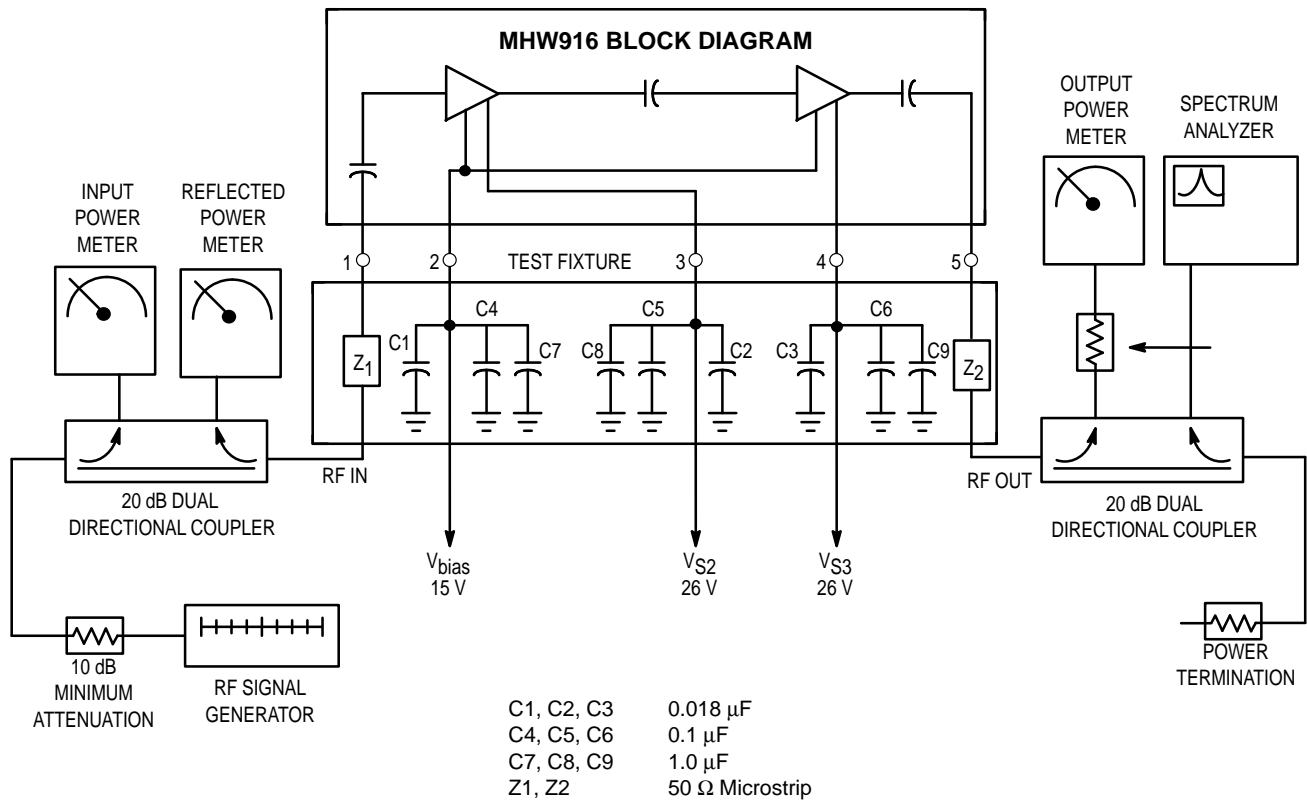 MHW916 BLOCK DIAGRAM
OUTPUT
POWER
METER
SPECTRUM
ANALYZER
INPUT
POWER
METER
REFLECTED
POWER
METER
1
2
TEST FIXTURE
3
4
5
Z1
C1
C4
C7
C8
C5
C2
C3
C6
C9
Z2
RF IN
RF OUT
20 dB DUAL
DIRECTIONAL COUPLER
20 dB DUAL
DIRECTIONAL COUPLER
Vbias
15 V
VS2
26 V
VS3
26 V
10 dB
MINIMUM
ATTENUATION
RF SIGNAL
GENERATOR
POWER
TERMINATION
C1, C2, C3 0.018 µF
C4, C5, C6 0.1 µF
C7, C8, C9 1.0 µF
Z1, Z2 50 Ω Microstrip